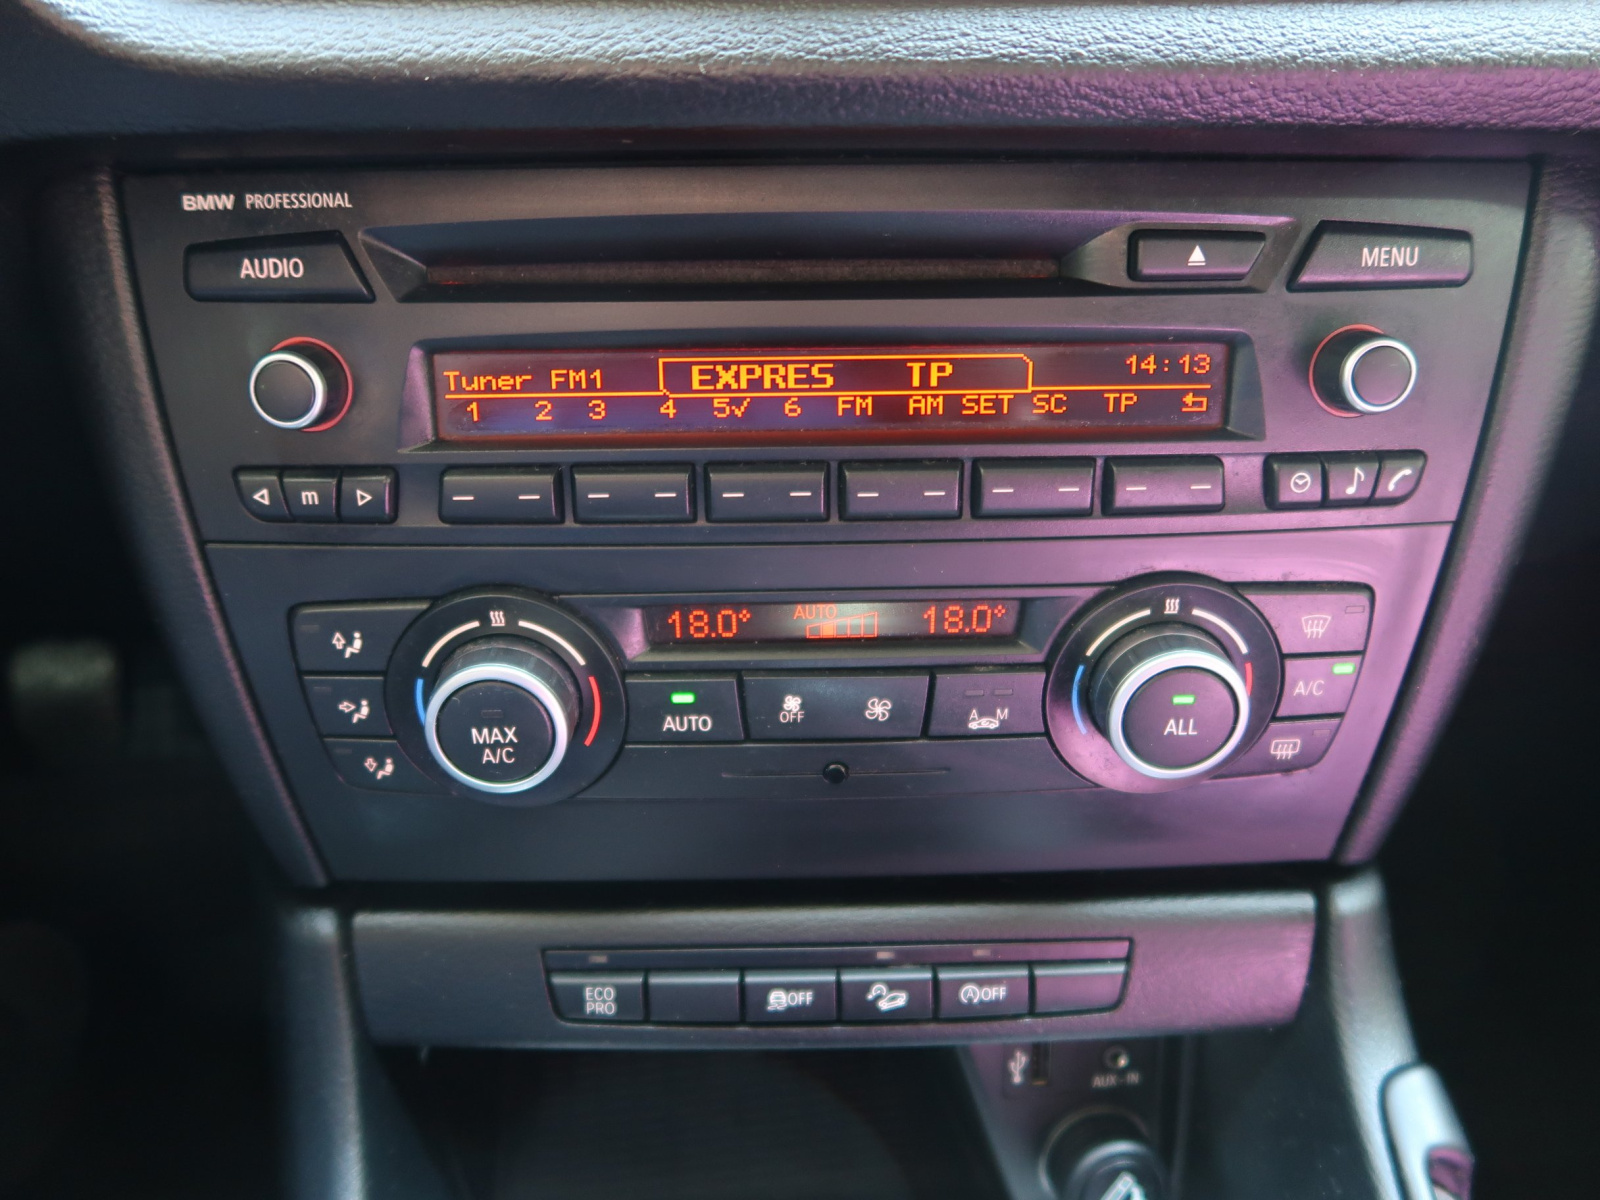 BMW PROFESSIONAL
AUDIO
MENU
Tuner FM1 EXPRES TP 14:13
1 2 3 4 5✓ 6 FM AM SET SC TP
m
18.0° AUTO 18.0°
MAX A/C
AUTO
OFF
A M
ALL
A/C
ECO PRO
OFF
A OFF
AUX-IN